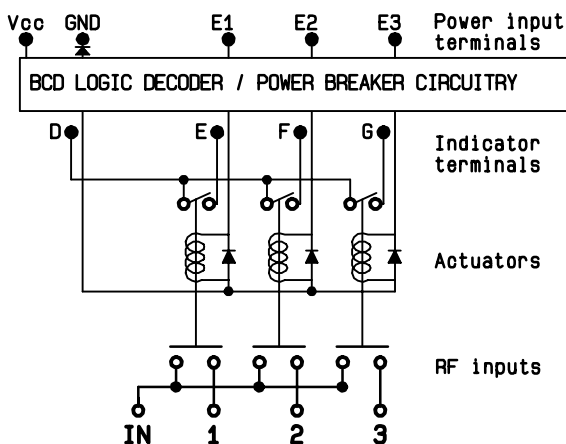 Vcc GND E1 E2 E3 Power input
terminals
BCD LOGIC DECODER / POWER BREAKER CIRCUITRY
D E F G Indicator
terminals
Actuators
RF inputs
IN 1 2 3